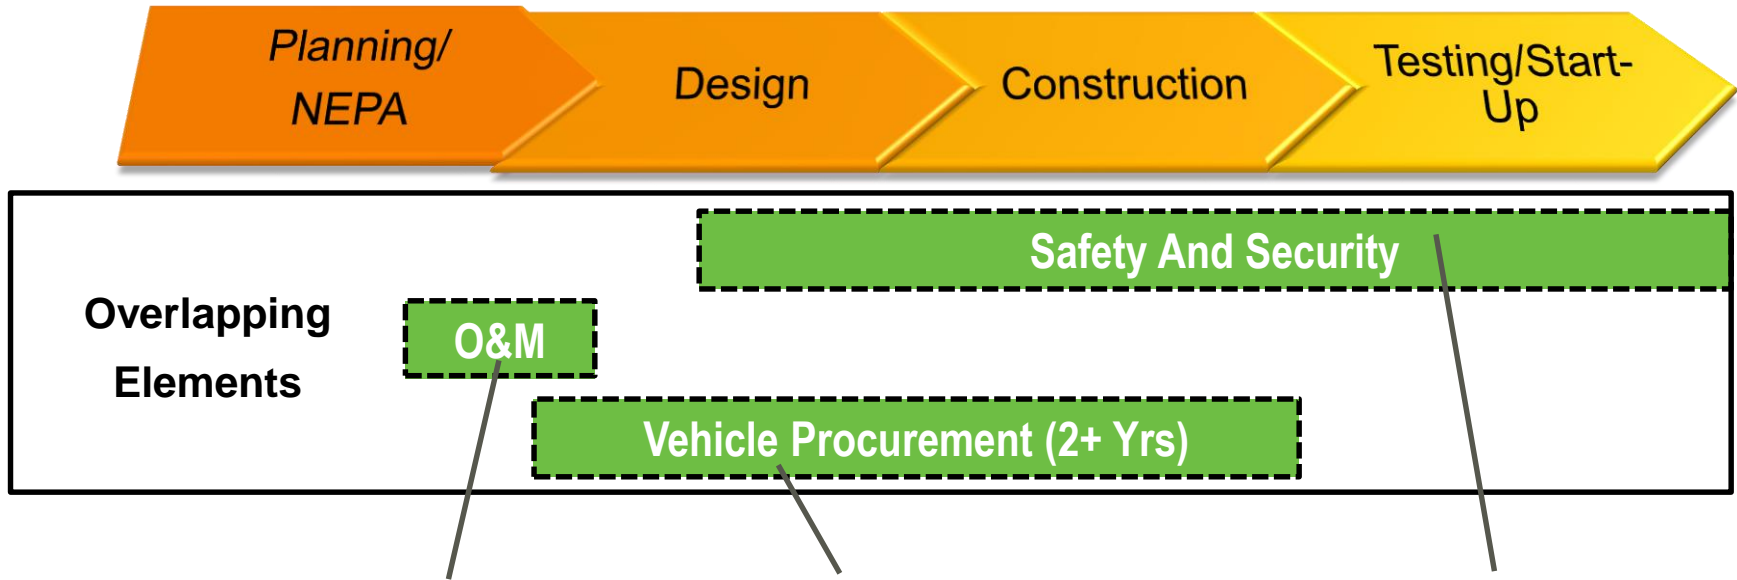 Planning/
NEPA
Design
Construction
Testing/Start-
Up
Safety And Security
Overlapping
Elements
O&M
Vehicle Procurement (2+ Yrs)